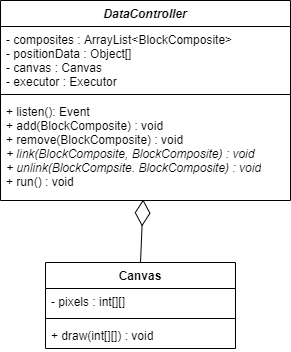 DataController
- composites : ArrayList<BlockComposite>
- positionData : Object[]
- canvas : Canvas
- executor : Executor
+ listen(): Event
+ add(BlockComposite) : void
+ remove(BlockComposite) : void
+ link(BlockComposite, BlockComposite) : void
+ unlink(BlockCompsite. BlockComposite) : void
+ run() : void
Canvas
- pixels : int[][]
+ draw(int[][]) : void